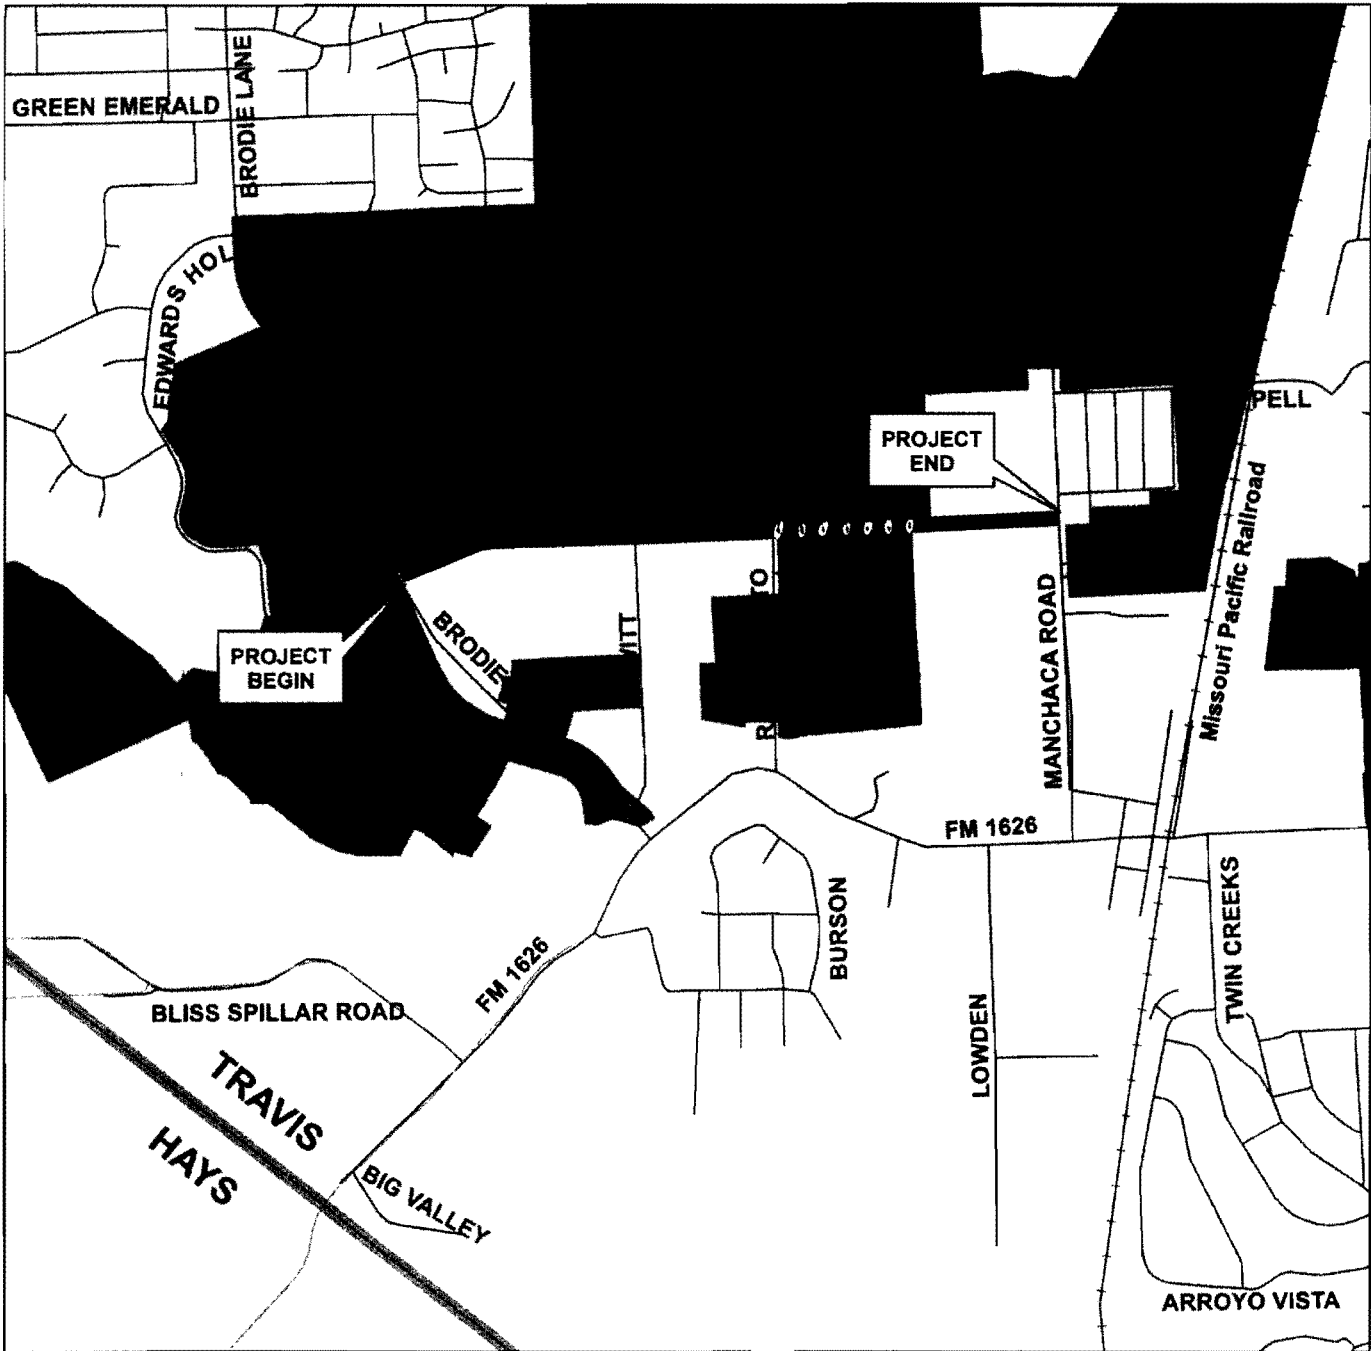 GREEN EMERALD
BRODIE LANE
EDWARDS HOL
PELL
PROJECT
END
Missouri Pacific Railroad
MANCHACA ROAD
PROJECT
BEGIN
BRODIE
FM 1626
BURSON
TWIN CREEKS
FM 1626
BLISS SPILLAR ROAD
LOWDEN
TRAVIS
HAYS
BIG VALLEY
ARROYO VISTA